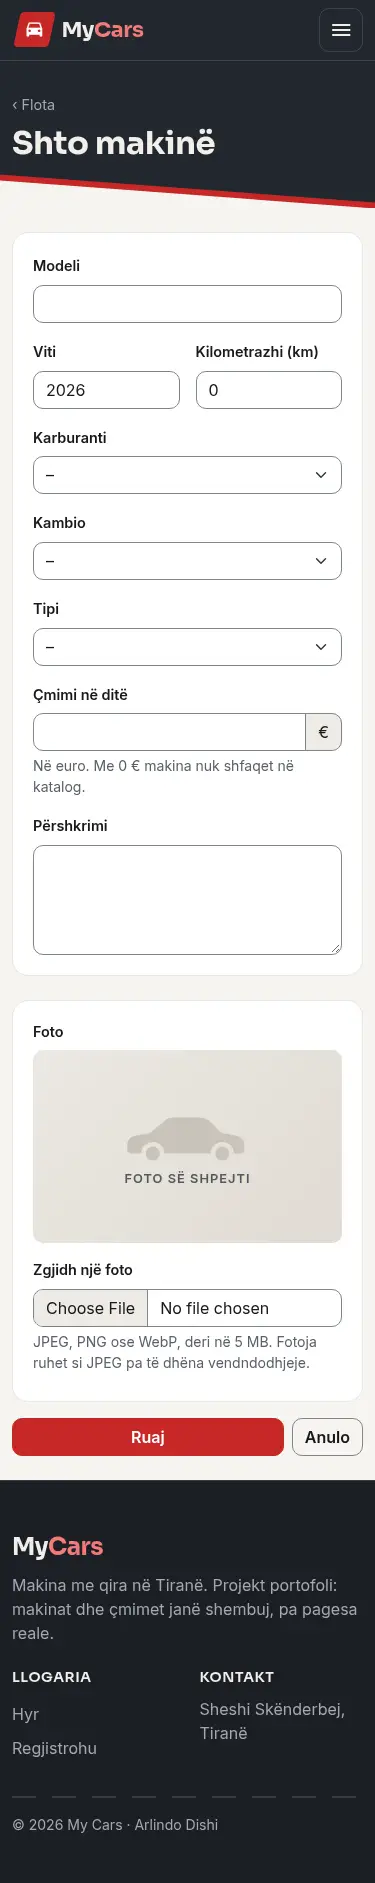 MyCars
‹ Flota
Shto makinë
Modeli
Viti
Kilometrazhi (km)
2026
0
Karburanti
–
Kambio
–
Tipi
–
Çmimi në ditë
€
Në euro. Me 0 € makina nuk shfaqet në
katalog.
Përshkrimi
Foto
FOTO SË SHPEJTI
Zgjidh një foto
Choose File
No file chosen
JPEG, PNG ose WebP, deri në 5 MB. Fotoja
ruhet si JPEG pa të dhëna vendndodhjeje.
Ruaj
Anulo
MyCars
Makina me qira në Tiranë. Projekt portofoli:
makinat dhe çmimet janë shembuj, pa pagesa
reale.
LLOGARIA
Hyr
Regjistrohu
KONTAKT
Sheshi Skënderbej,
Tiranë
© 2026 My Cars · Arlindo Dishi